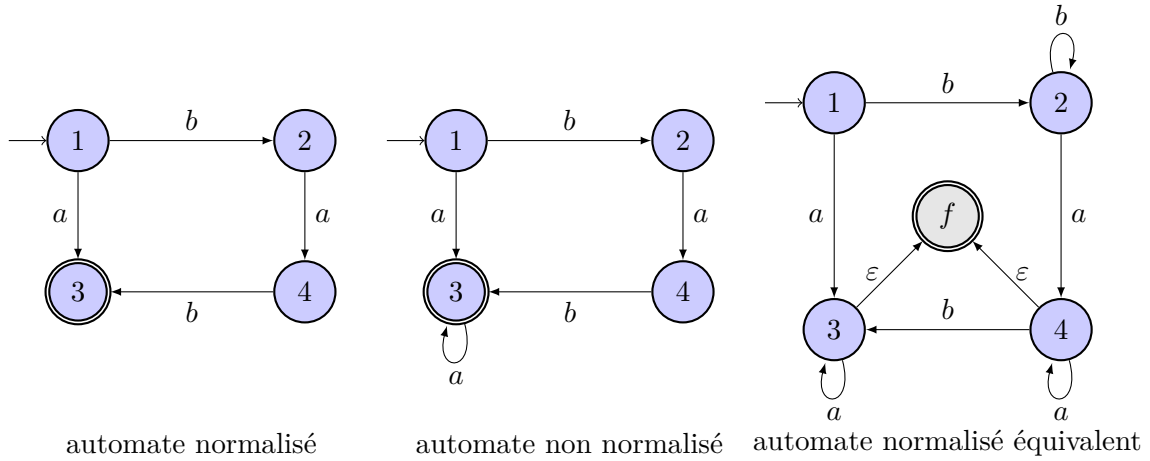 1 b 2
a a
3 b 4
automate normalisé
1 b 2
a a
3 b 4
a
automate non normalisé
b
1 b 2
a f a
ε ε
3 b 4
a a
automate normalisé équivalent